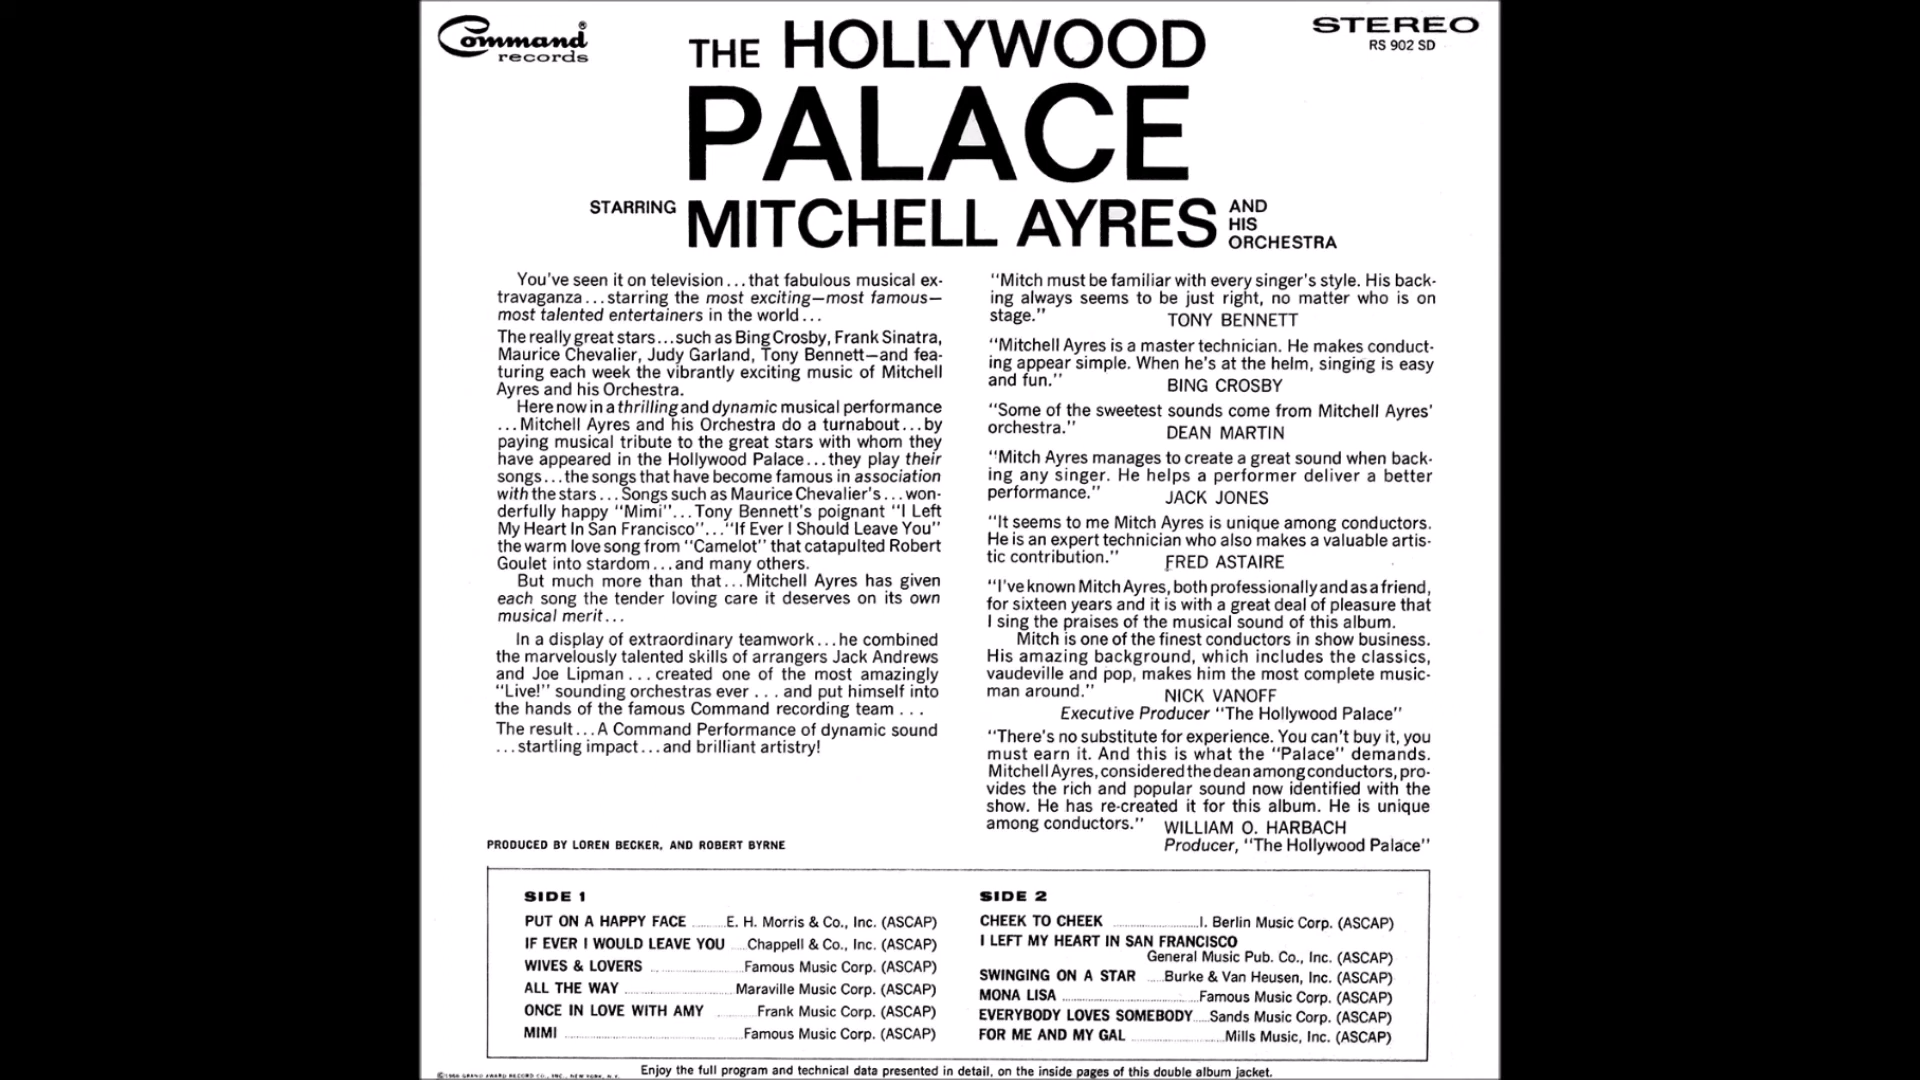 Command®
records
STEREO
RS 902 SD
THE HOLLYWOOD
PALACE
STARRING MITCHELL AYRES AND HIS ORCHESTRA
You've seen it on television...that fabulous musical ex-
travaganza...starring the most exciting—most famous—
most talented entertainers in the world...
The really great stars...such as Bing Crosby, Frank Sinatra,
Maurice Chevalier, Judy Garland, Tony Bennett—and fea-
turing each week the vibrantly exciting music of Mitchell
Ayres and his Orchestra.
Here now in a thrilling and dynamic musical performance
...Mitchell Ayres and his Orchestra do a turnabout...by
paying musical tribute to the great stars with whom they
have appeared in the Hollywood Palace...they play their
songs...the songs that have become famous in association
with the stars...Songs such as Maurice Chevalier's...won-
derfully happy "Mimi"...Tony Bennett's poignant "I Left
My Heart In San Francisco"..."If Ever I Should Leave You"
the warm love song from "Camelot" that catapulted Robert
Goulet into stardom...and many others.
But much more than that...Mitchell Ayres has given
each song the tender loving care it deserves on its own
musical merit...
In a display of extraordinary teamwork...he combined
the marvelously talented skills of arrangers Jack Andrews
and Joe Lipman...created one of the most amazingly
"Live!" sounding orchestras ever...and put himself into
the hands of the famous Command recording team...
The result...A Command Performance of dynamic sound
...startling impact...and brilliant artistry!
PRODUCED BY LOREN BECKER, AND ROBERT BYRNE
"Mitch must be familiar with every singer's style. His back-
ing always seems to be just right, no matter who is on
stage."
TONY BENNETT
"Mitchell Ayres is a master technician. He makes conduct-
ing appear simple. When he's at the helm, singing is easy
and fun."
BING CROSBY
"Some of the sweetest sounds come from Mitchell Ayres'
orchestra."
DEAN MARTIN
"Mitch Ayres manages to create a great sound when back-
ing any singer. He helps a performer deliver a better
performance."
JACK JONES
"It seems to me Mitch Ayres is unique among conductors.
He is an expert technician who also makes a valuable artis-
tic contribution."
FRED ASTAIRE
"I've known Mitch Ayres, both professionally and as a friend,
for sixteen years and it is with a great deal of pleasure that
I sing the praises of the musical sound of this album.
Mitch is one of the finest conductors in show business.
His amazing background, which includes the classics,
vaudeville and pop, makes him the most complete music-
man around."
NICK VANOFF
Executive Producer "The Hollywood Palace"
"There's no substitute for experience. You can't buy it, you
must earn it. And this is what the "Palace" demands.
Mitchell Ayres, considered the dean among conductors, pro-
vides the rich and popular sound now identified with the
show. He has re-created it for this album. He is unique
among conductors."
WILLIAM O. HARBACH
Producer, "The Hollywood Palace"
SIDE 1
PUT ON A HAPPY FACE ........E. H. Morris & Co., Inc. (ASCAP)
IF EVER I WOULD LEAVE YOU ....Chappell & Co., Inc. (ASCAP)
WIVES & LOVERS ........Famous Music Corp. (ASCAP)
ALL THE WAY ........Maraville Music Corp. (ASCAP)
ONCE IN LOVE WITH AMY ........Frank Music Corp. (ASCAP)
MIMI ........Famous Music Corp. (ASCAP)
SIDE 2
CHEEK TO CHEEK ........I. Berlin Music Corp. (ASCAP)
I LEFT MY HEART IN SAN FRANCISCO
General Music Pub. Co., Inc. (ASCAP)
SWINGING ON A STAR ....Burke & Van Heusen, Inc. (ASCAP)
MONA LISA ........Famous Music Corp. (ASCAP)
EVERYBODY LOVES SOMEBODY....Sands Music Corp. (ASCAP)
FOR ME AND MY GAL ........Mills Music, Inc. (ASCAP)
GRAND AWARD RECORD CO., INC., NEW YORK, N.Y.
Enjoy the full program and technical data presented in detail, on the inside pages of this double album jacket.